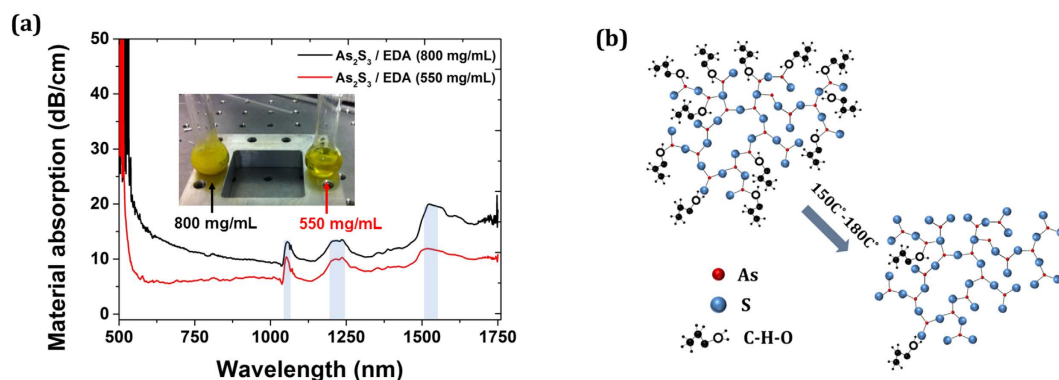 (a)
50
40
30
20
10
0
Material absorption (dB/cm)
As₂S₃ / EDA (800 mg/mL)
As₂S₃ / EDA (550 mg/mL)
800 mg/mL
550 mg/mL
500 750 1000 1250 1500 1750
Wavelength (nm)
(b)
150C°-180C°
As
S
C-H-O